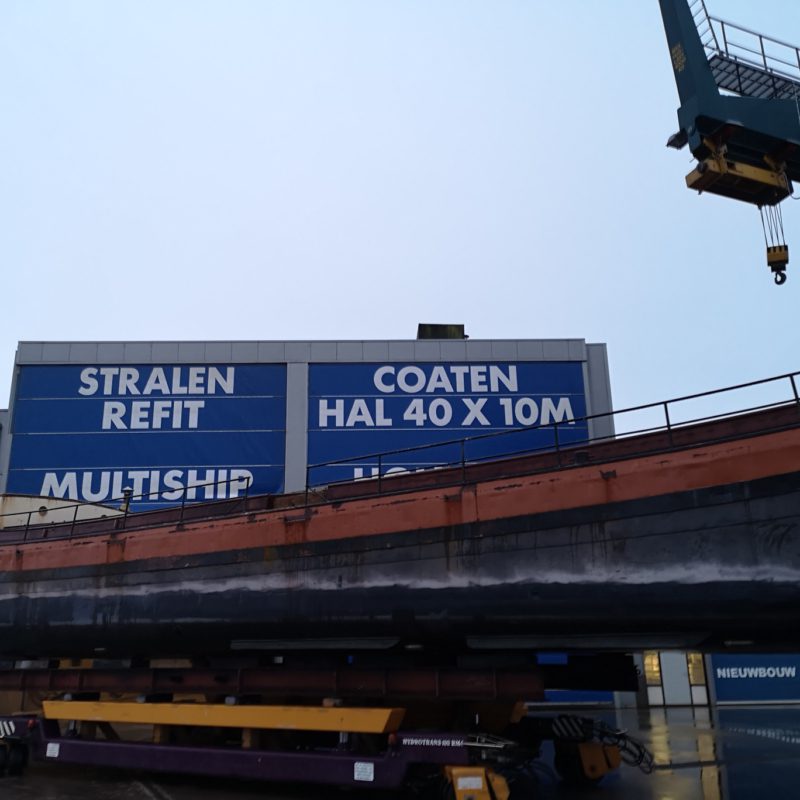 STRALEN
REFIT
MULTISHIP
COATEN
HAL 40 X 10M
NIEUWBOUW